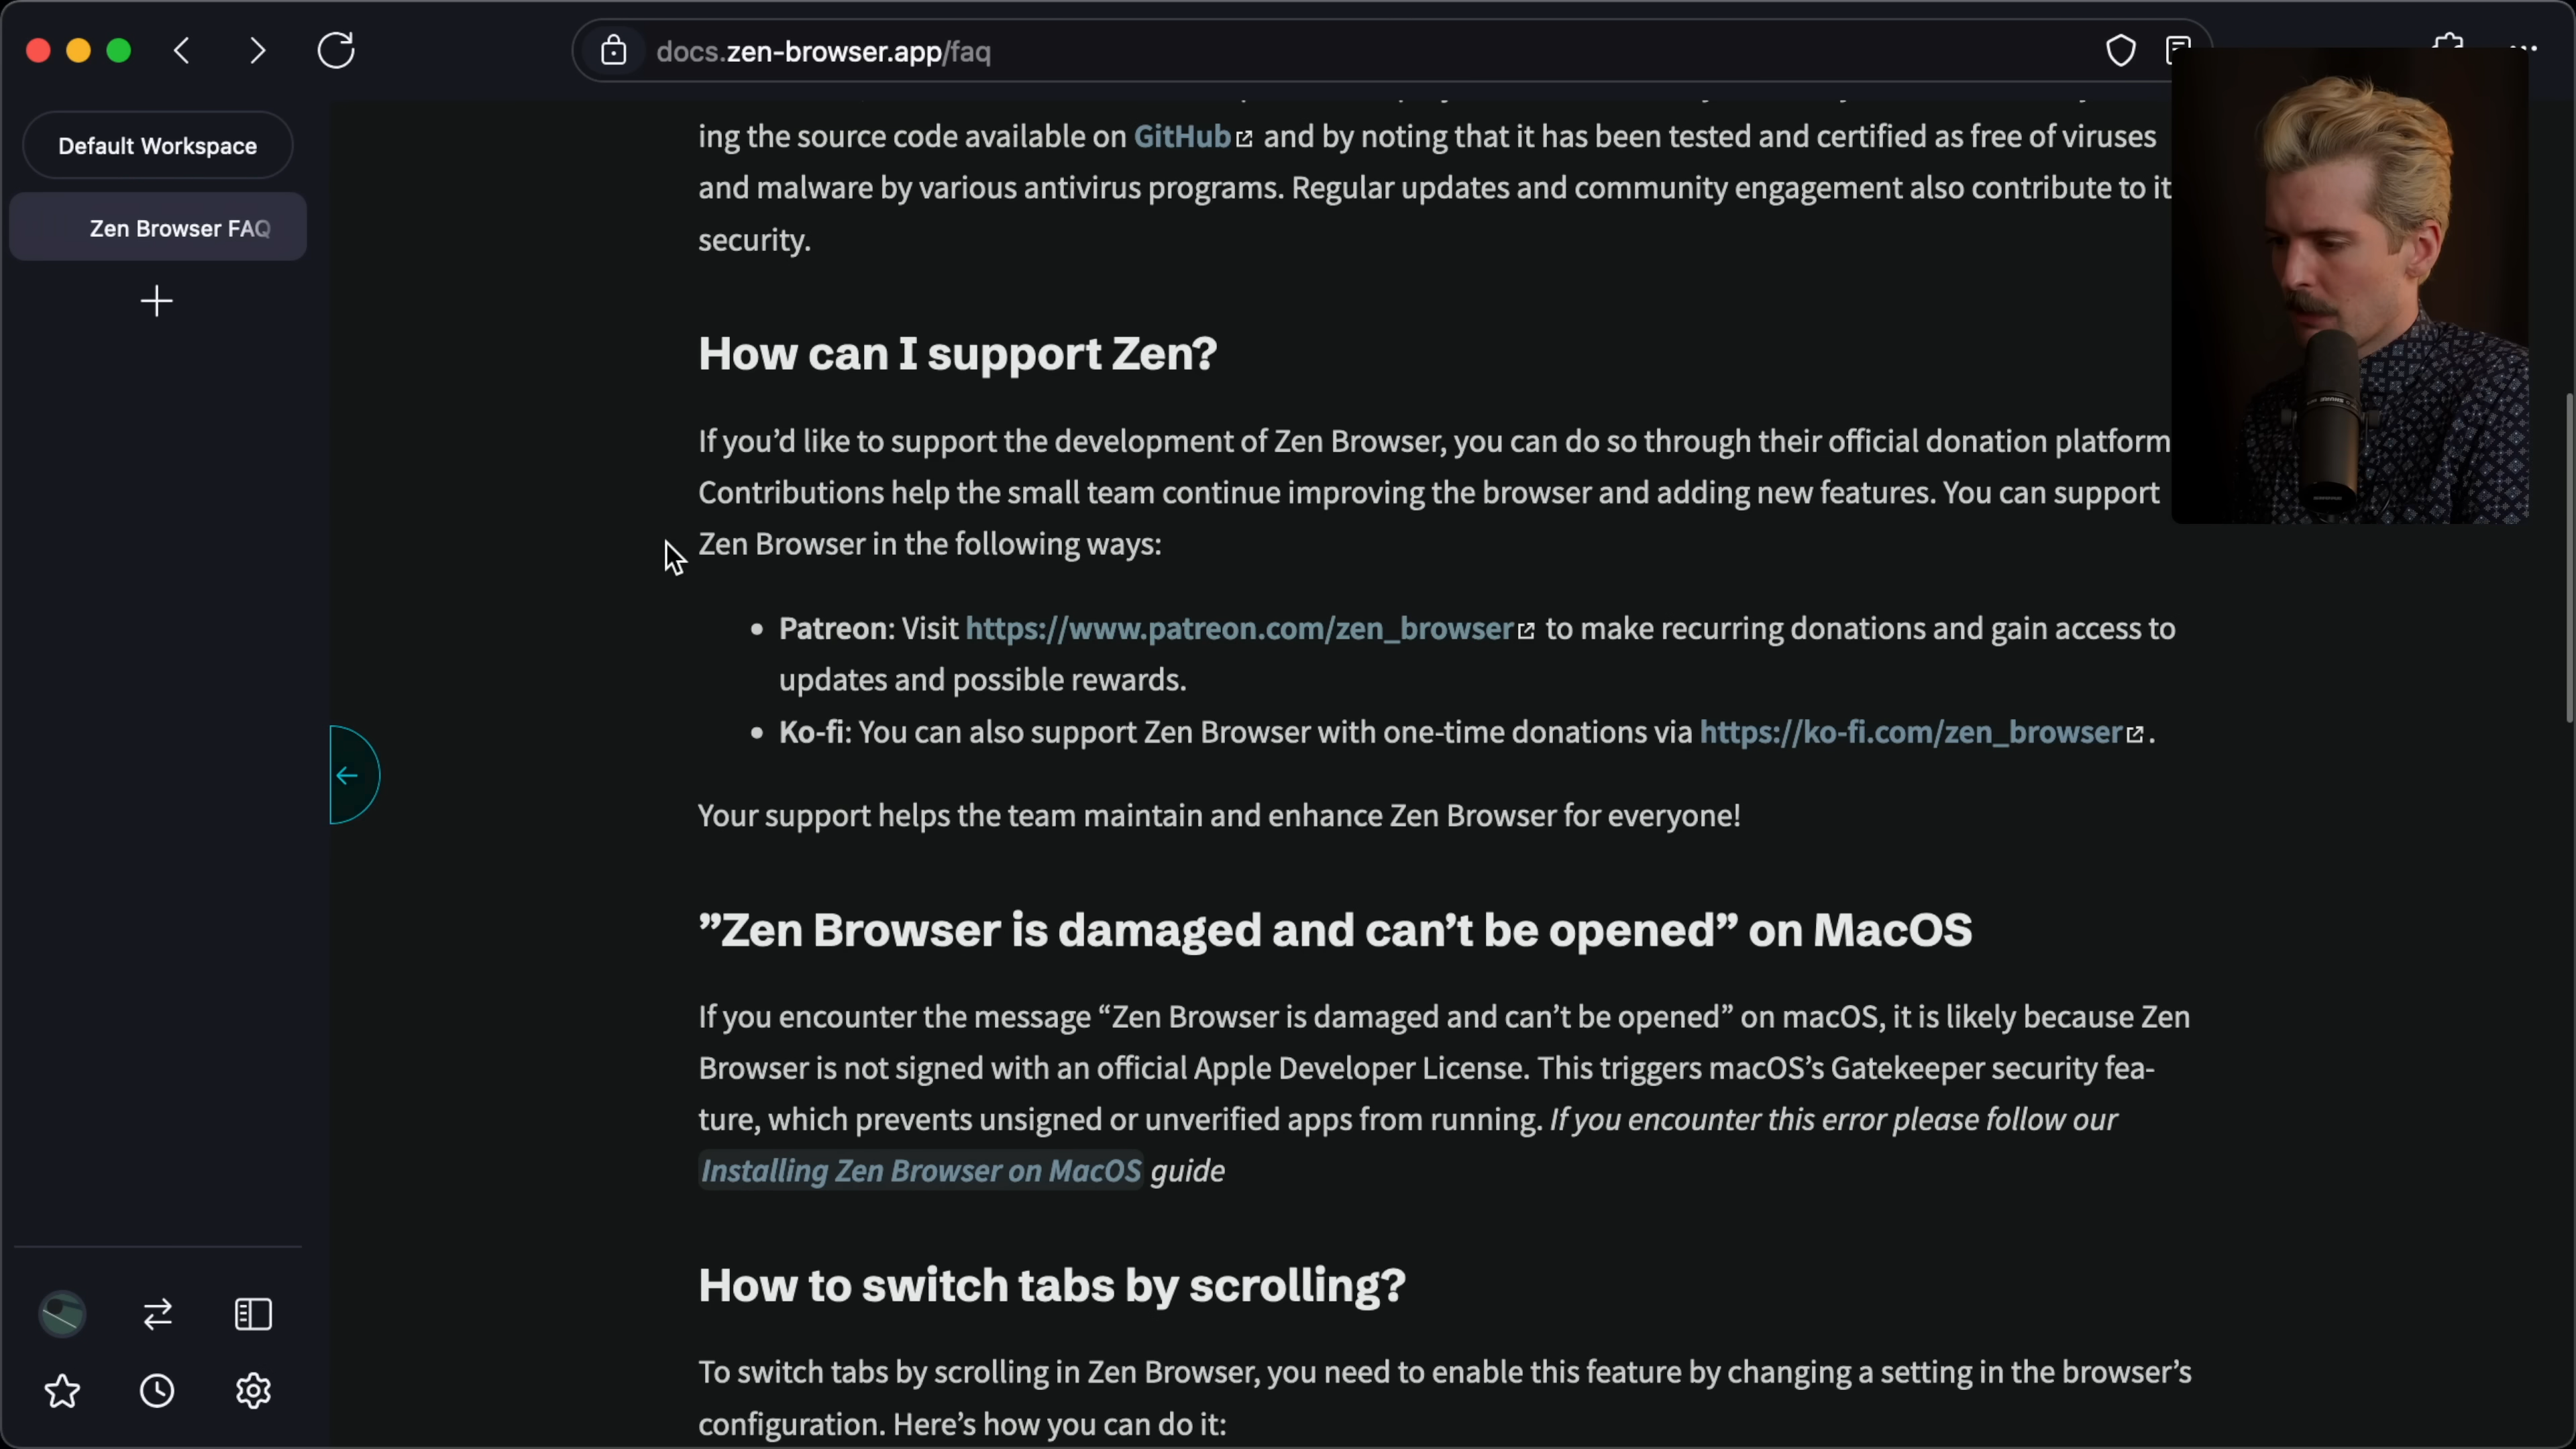 docs.zen-browser.app/faq
Default Workspace
Zen Browser FAQ
ing the source code available on GitHub and by noting that it has been tested and certified as free of viruses
and malware by various antivirus programs. Regular updates and community engagement also contribute to it
security.
How can I support Zen?
If you’d like to support the development of Zen Browser, you can do so through their official donation platform
Contributions help the small team continue improving the browser and adding new features. You can support
Zen Browser in the following ways:
• Patreon: Visit https://www.patreon.com/zen_browser to make recurring donations and gain access to
updates and possible rewards.
• Ko-fi: You can also support Zen Browser with one-time donations via https://ko-fi.com/zen_browser .
Your support helps the team maintain and enhance Zen Browser for everyone!
”Zen Browser is damaged and can’t be opened” on MacOS
If you encounter the message “Zen Browser is damaged and can’t be opened” on macOS, it is likely because Zen
Browser is not signed with an official Apple Developer License. This triggers macOS’s Gatekeeper security fea-
ture, which prevents unsigned or unverified apps from running. If you encounter this error please follow our
Installing Zen Browser on MacOS guide
How to switch tabs by scrolling?
To switch tabs by scrolling in Zen Browser, you need to enable this feature by changing a setting in the browser’s
configuration. Here’s how you can do it: